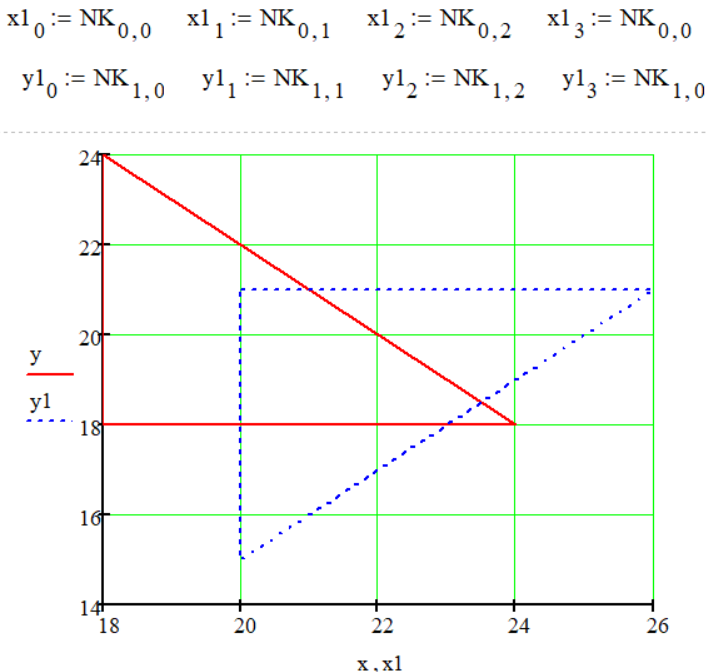 x1₀ := NK₀,₀ x1₁ := NK₀,₁ x1₂ := NK₀,₂ x1₃ := NK₀,₀
y1₀ := NK₁,₀ y1₁ := NK₁,₁ y1₂ := NK₁,₂ y1₃ := NK₁,₀
24
22
20
y
y1
18
16
14
18 20 22 24 26
x , x1